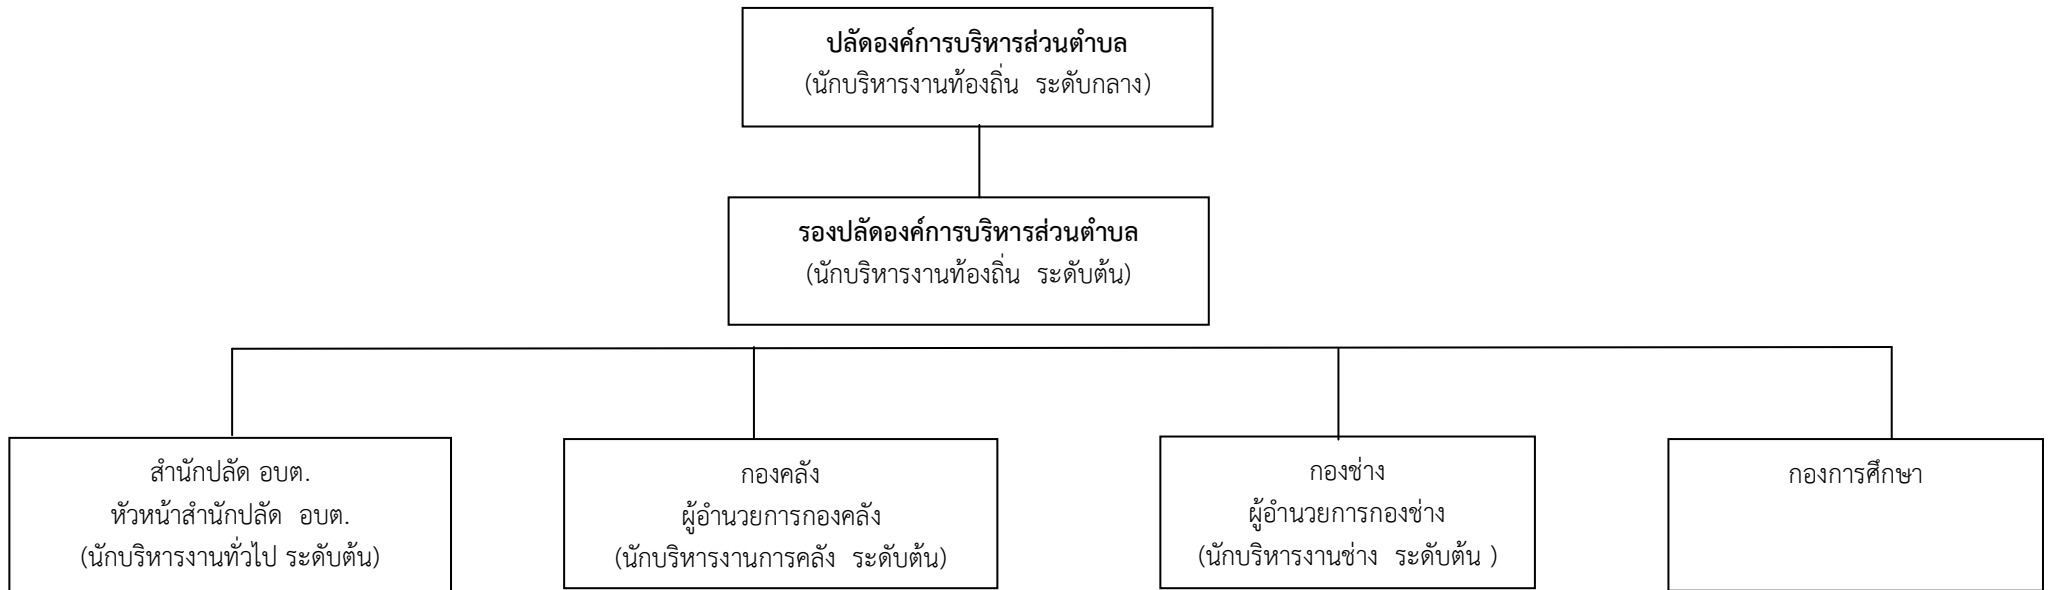 ปลัดองค์การบริหารส่วนตำบล
(นักบริหารงานท้องถิ่น ระดับกลาง)
รองปลัดองค์การบริหารส่วนตำบล
(นักบริหารงานท้องถิ่น ระดับต้น)
สำนักปลัด อบต.
หัวหน้าสำนักปลัด อบต.
(นักบริหารงานทั่วไป ระดับต้น)
กองคลัง
ผู้อำนวยการกองคลัง
(นักบริหารงานการคลัง ระดับต้น)
กองช่าง
ผู้อำนวยการกองช่าง
(นักบริหารงานช่าง ระดับต้น )
กองการศึกษา